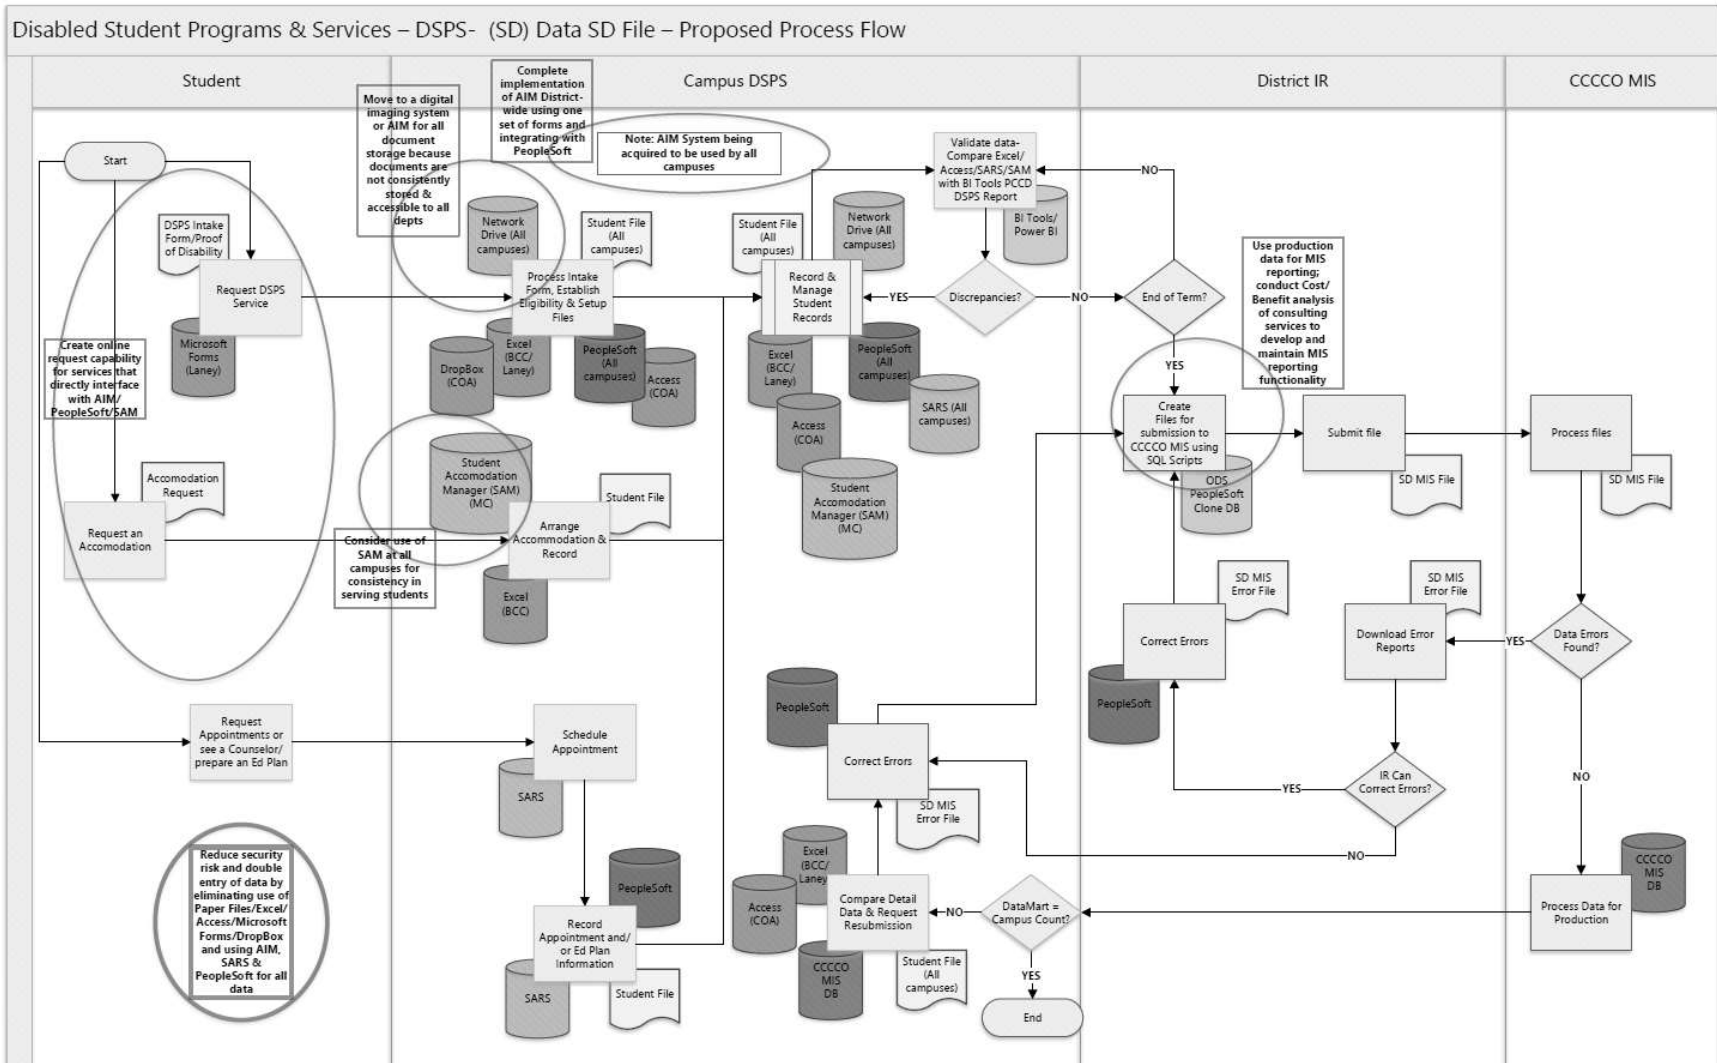 Disabled Student Programs & Services – DSPS-  (SD) Data SD File – Proposed Process Flow
Student
Campus DSPS
District IR
CCCCO MIS
Start
Move to a digital
imaging system
or AIM for all
document
storage because
documents are
not consistently
stored &
accessible to all
depts
Complete
implementation
of AIM District-
wide using one
set of forms and
integrating with
PeopleSoft
Note: AIM System being
acquired to be used by all
campuses
Validate data-
Compare Excel/
Access/SARS/SAM
with BI Tools PCCD
DSPS Report
BI Tools/
Power BI
NO
DSPS Intake
Form/Proof
of Disability
Request DSPS
Service
Microsoft
Forms
(Laney)
Create online
request capability
for services that
directly interface
with AIM/
PeopleSoft/SAM
Network
Drive (All
campuses)
Student File
(All
campuses)
Process Intake
Form, Establish
Eligibility & Setup
Files
DropBox
(COA)
Excel
(BCC/
Laney)
PeopleSoft
(All
campuses)
Access
(COA)
Student File
(All
campuses)
Network
Drive (All
campuses)
Record &
Manage
Student
Records
YES
Discrepancies?
NO
End of Term?
YES
Excel
(BCC/
Laney)
PeopleSoft
(All
campuses)
Access
(COA)
SARS (All
campuses)
Student
Accomodation
Manager (SAM)
(MC)
Use production
data for MIS
reporting;
conduct Cost/
Benefit analysis
of consulting
services to
develop and
maintain MIS
reporting
functionality
Create
Files for
submission to
CCCCO MIS using
SQL Scripts
ODS
PeopleSoft
Clone DB
Submit file
SD MIS File
Process files
SD MIS File
Accomodation
Request
Request an
Accomodation
Student
Accomodation
Manager (SAM)
(MC)
Consider use of
SAM at all
campuses for
consistency in
serving students
Student File
Arrange
Accommodation &
Record
Excel
(BCC)
SD MIS
Error File
Correct Errors
PeopleSoft
SD MIS
Error File
Download Error
Reports
YES
Data Errors
Found?
NO
IR Can
Correct Errors?
YES
NO
Request
Appointments or
see a Counselor/
prepare an Ed Plan
Schedule
Appointment
SARS
PeopleSoft
Record
Appointment and/
or Ed Plan
Information
SARS
Student File
PeopleSoft
Correct Errors
SD MIS
Error File
Excel
(BCC/
Laney)
Access
(COA)
Compare Detail
Data & Request
Resubmission
CCCCO
MIS
DB
Student File
(All
campuses)
NO
DataMart =
Campus Count?
YES
End
CCCCO
MIS
DB
Process Data for
Production
Reduce security
risk and double
entry of data by
eliminating use of
Paper Files/Excel/
Access/Microsoft
Forms/DropBox
and using AIM,
SARS &
PeopleSoft for all
data